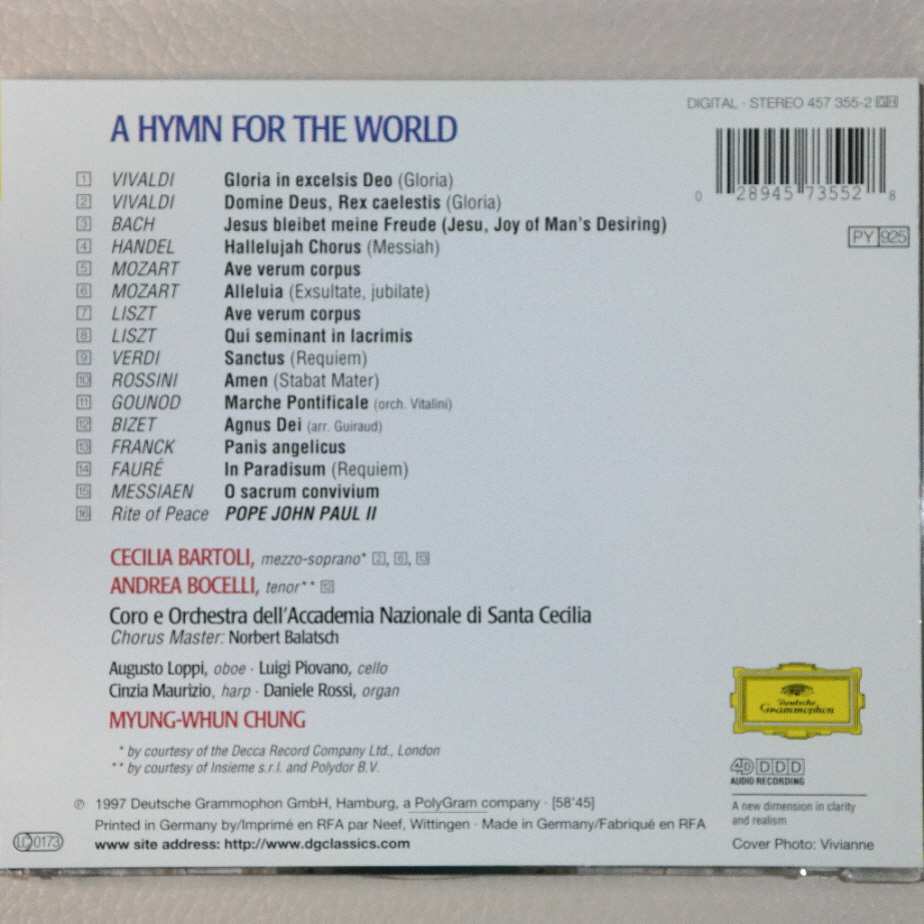 DIGITAL · STEREO 457 355-2 GH
A HYMN FOR THE WORLD
0 28945 73552 8
PY 925
1 VIVALDI Gloria in excelsis Deo (Gloria)
2 VIVALDI Domine Deus, Rex caelestis (Gloria)
3 BACH Jesus bleibet meine Freude (Jesu, Joy of Man's Desiring)
4 HANDEL Hallelujah Chorus (Messiah)
5 MOZART Ave verum corpus
6 MOZART Alleluia (Exsultate, jubilate)
7 LISZT Ave verum corpus
8 LISZT Qui seminant in lacrimis
9 VERDI Sanctus (Requiem)
10 ROSSINI Amen (Stabat Mater)
11 GOUNOD Marche Pontificale (orch. Vitalini)
12 BIZET Agnus Dei (arr. Guiraud)
13 FRANCK Panis angelicus
14 FAURÉ In Paradisum (Requiem)
15 MESSIAEN O sacrum convivium
16 Rite of Peace POPE JOHN PAUL II
CECILIA BARTOLI, mezzo-soprano* 2, 6, 13
ANDREA BOCELLI, tenor** 12
Coro e Orchestra dell'Accademia Nazionale di Santa Cecilia
Chorus Master: Norbert Balatsch
Augusto Loppi, oboe · Luigi Piovano, cello
Cinzia Maurizio, harp · Daniele Rossi, organ
MYUNG-WHUN CHUNG
* by courtesy of the Decca Record Company Ltd., London
** by courtesy of Insieme s.r.l. and Polydor B.V.
Deutsche
Grammophon
4D DDD
AUDIO RECORDING
A new dimension in clarity
and realism
Cover Photo: Vivianne
℗ 1997 Deutsche Grammophon GmbH, Hamburg, a PolyGram company · [58'45]
Printed in Germany by/Imprimé en RFA par Neef, Wittingen · Made in Germany/Fabriqué en RFA
LC 0173
www site address: http://www.dgclassics.com